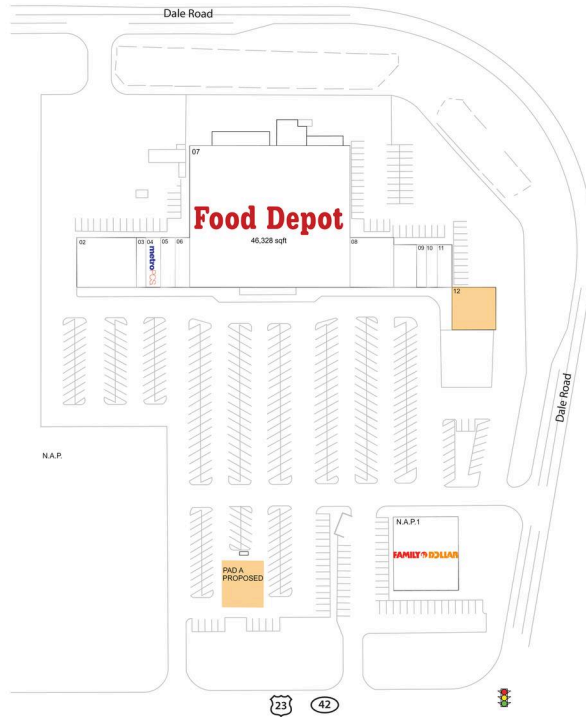 Dale Road
07
Food Depot
46,328 sqft
02
03
04
05
06
metroPCS
08
09
10
11
12
Dale Road
N.A.P.
N.A.P.1
FAMILY DOLLAR
PAD A
PROPOSED
23
42